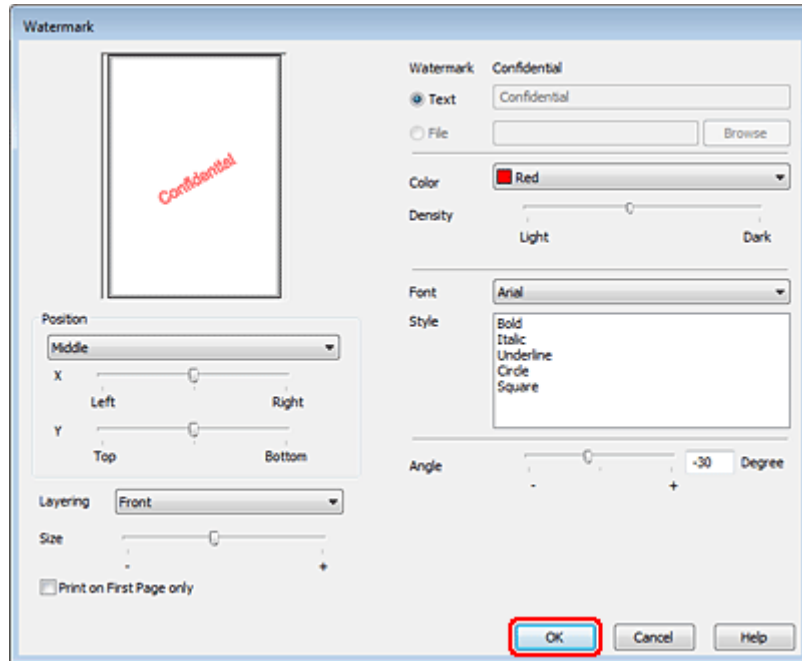 Watermark
Confidential
Position
Middle
X
Left Right
Y
Top Bottom
Layering Front
Size
- +
Print on First Page only
Watermark Confidential
Text Confidential
File Browse
Color Red
Density
Light Dark
Font Arial
Style Bold
Italic
Underline
Circle
Square
Angle -30 Degree
- +
OK Cancel Help